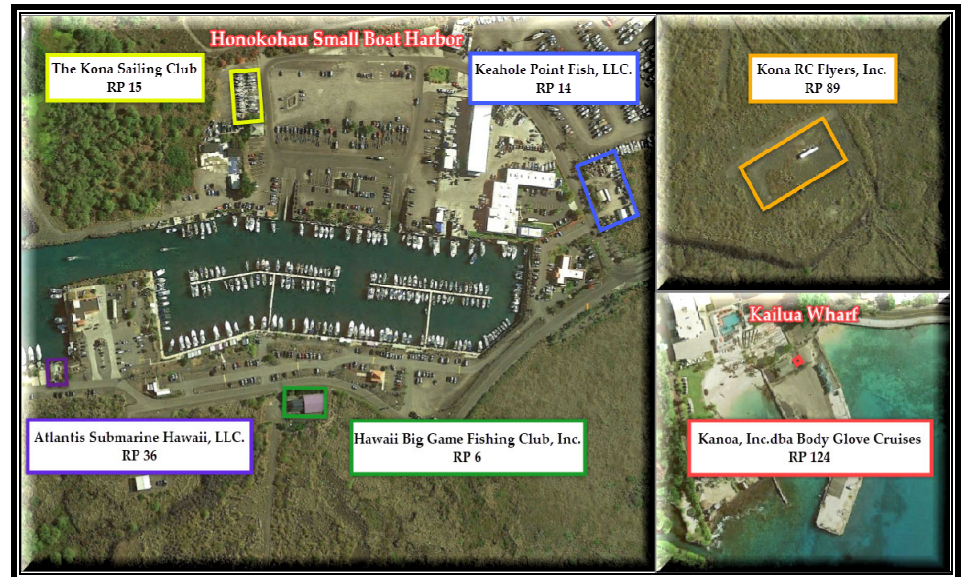 Honokohau Small Boat Harbor
The Kona Sailing Club
RP 15
Keahole Point Fish, LLC.
RP 14
Atlantis Submarine Hawaii, LLC.
RP 36
Hawaii Big Game Fishing Club, Inc.
RP 6
Kona RC Flyers, Inc.
RP 89
Kailua Wharf
Kanoa, Inc.dba Body Glove Cruises
RP 124